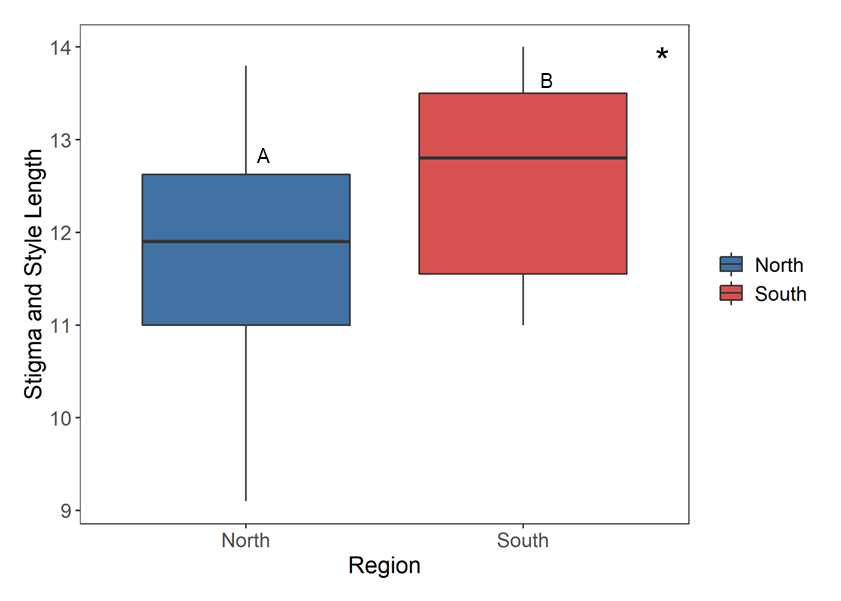 Stigma and Style Length
14
13
12
11
10
9
A
B
*
North
South
Region
North
South